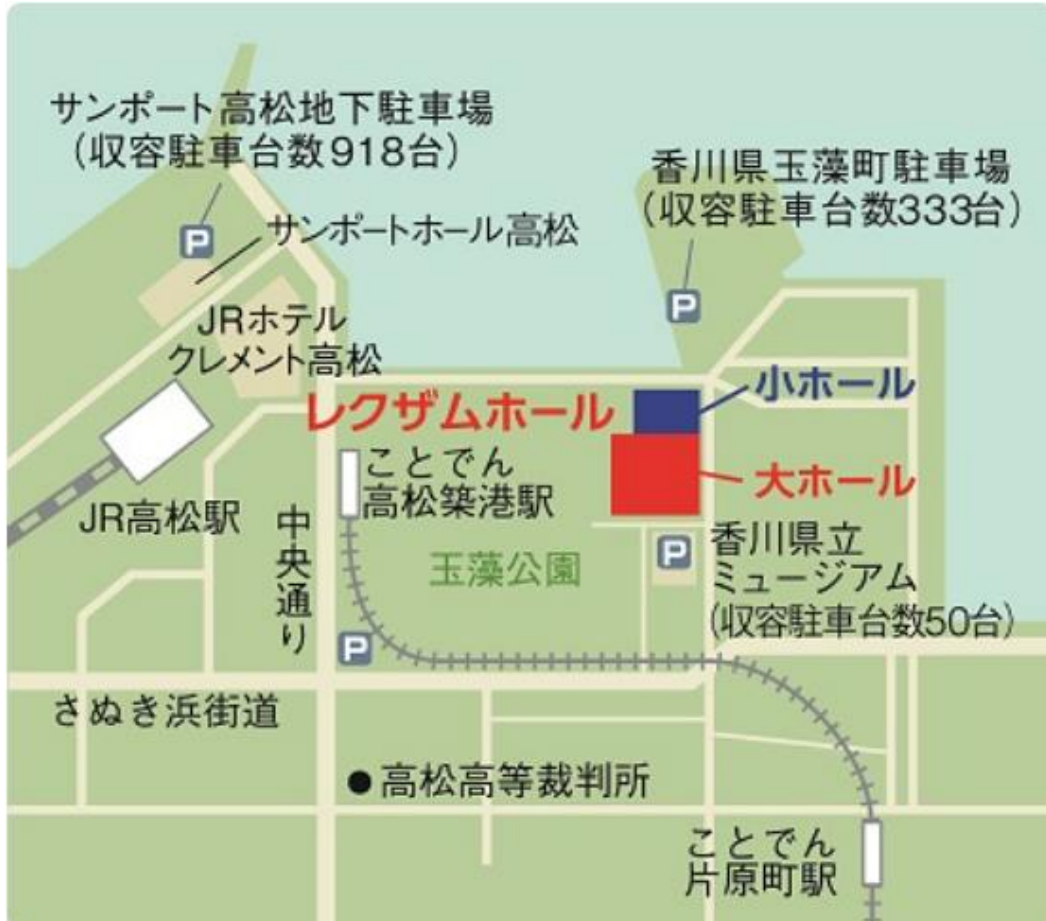 サンポート高松地下駐車場
(収容駐車台数918台)
P
香川県玉藻町駐車場
(収容駐車台数333台)
P
サンポートホール高松
JRホテル
クレメント高松
小ホール
レクザムホール
大ホール
ことでん
高松築港駅
JR高松駅
中央通り
玉藻公園
P
香川県立
ミュージアム
(収容駐車台数50台)
P
さぬき浜街道
●高松高等裁判所
ことでん
片原町駅